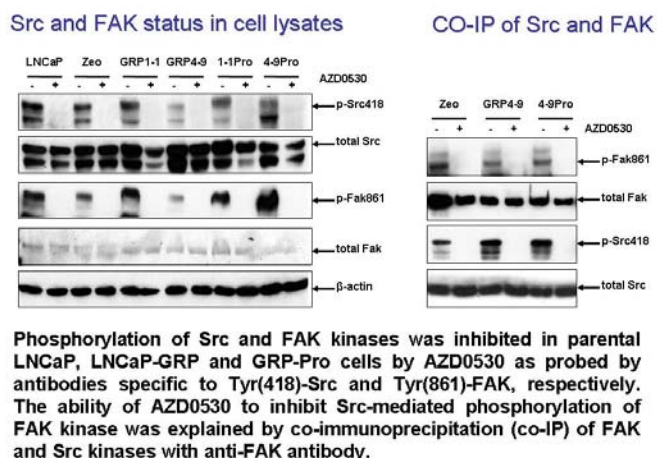 Src and FAK status in cell lysates
LNCaP Zeo GRP1-1 GRP4-9 1-1Pro 4-9Pro
AZD0530
- + - + - + - + - + - +
p-Src418
total Src
p-Fak861
total Fak
β-actin
CO-IP of Src and FAK
Zeo GRP4-9 4-9Pro
- + - + - + AZD0530
p-Fak861
total Fak
p-Src418
total Src
Phosphorylation of Src and FAK kinases was inhibited in parental
LNCaP, LNCaP-GRP and GRP-Pro cells by AZD0530 as probed by
antibodies specific to Tyr(418)-Src and Tyr(861)-FAK, respectively.
The ability of AZD0530 to inhibit Src-mediated phosphorylation of
FAK kinase was explained by co-immunoprecipitation (co-IP) of FAK
and Src kinases with anti-FAK antibody.